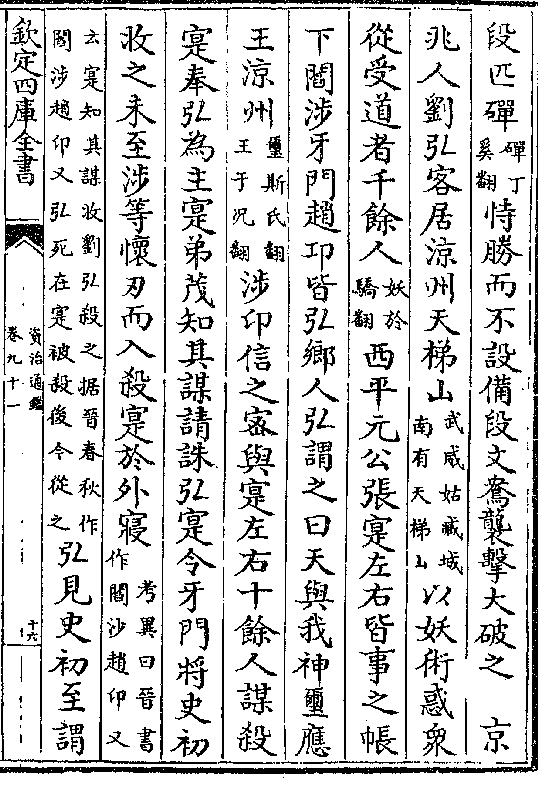 段匹磾磾丁奚翻恃勝而不設備段文鴦襲擊大破之　京
兆人劉弘客居涼州天梯山武威姑臧城南有天梯山以妖術惑衆
從受道者千餘人妖於驕翻西平元公張寔左右皆事之帳
下閻涉牙門趙卬皆弘鄉人弘謂之曰天與我神璽應
王涼州璽斯氏翻王于况翻涉卬信之宻與寔左右十餘人謀殺
寔奉弘為主寔弟茂知其謀請誅弘寔令牙門將史初
收之未至涉等懷刃而入殺寔於外寢考異曰晉書作閻沙趙卬又
云寔知其謀收劉弘殺之据晉春秋作閻涉趙卬又弘死在寔被殺後今從之弘見史初至謂
欽定四庫全書
資治通鑑
卷九十一
十六